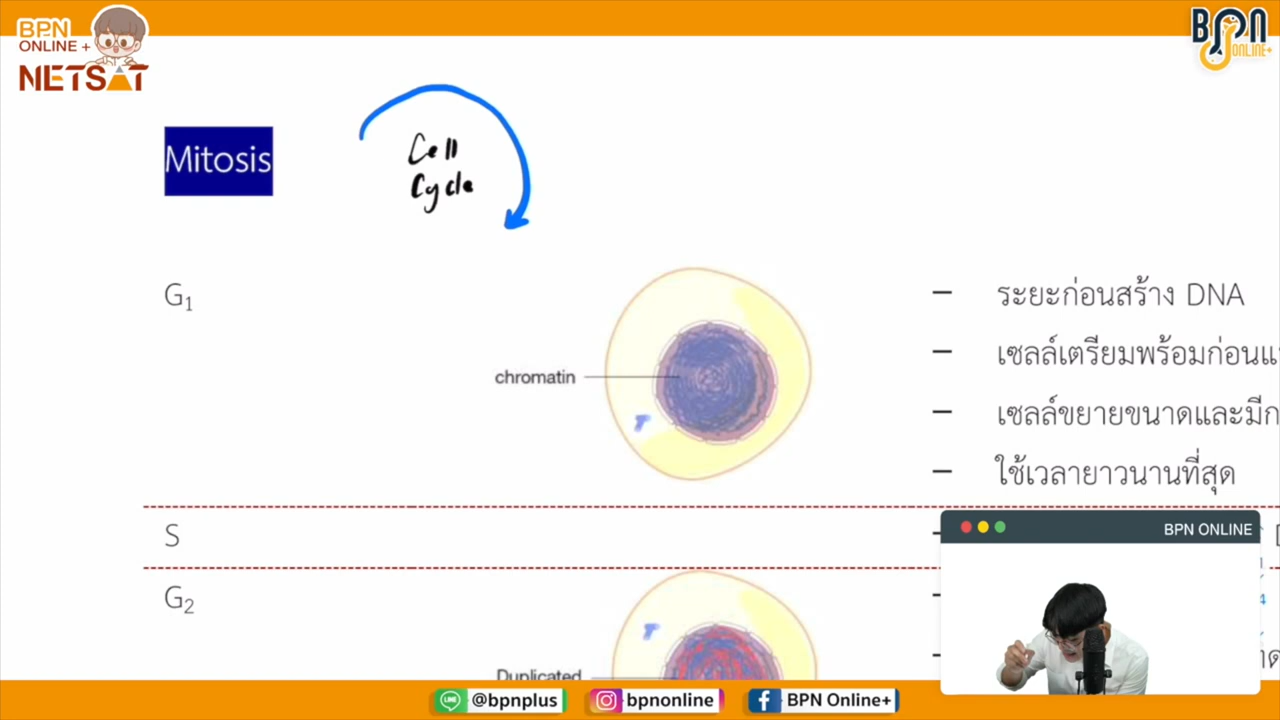 BPN
ONLINE +
NETSAT
BPN
ONLINE+
Mitosis
Cell
Cycle
G₁
chromatin
– ระยะก่อนสร้าง DNA
– เซลล์เตรียมพร้อมก่อนแ
– เซลล์ขยายขนาดและมีก
– ใช้เวลายาวนานที่สุด
S
G₂
Duplicated
BPN ONLINE
LINE
@bpnplus
bpnonline
BPN Online+